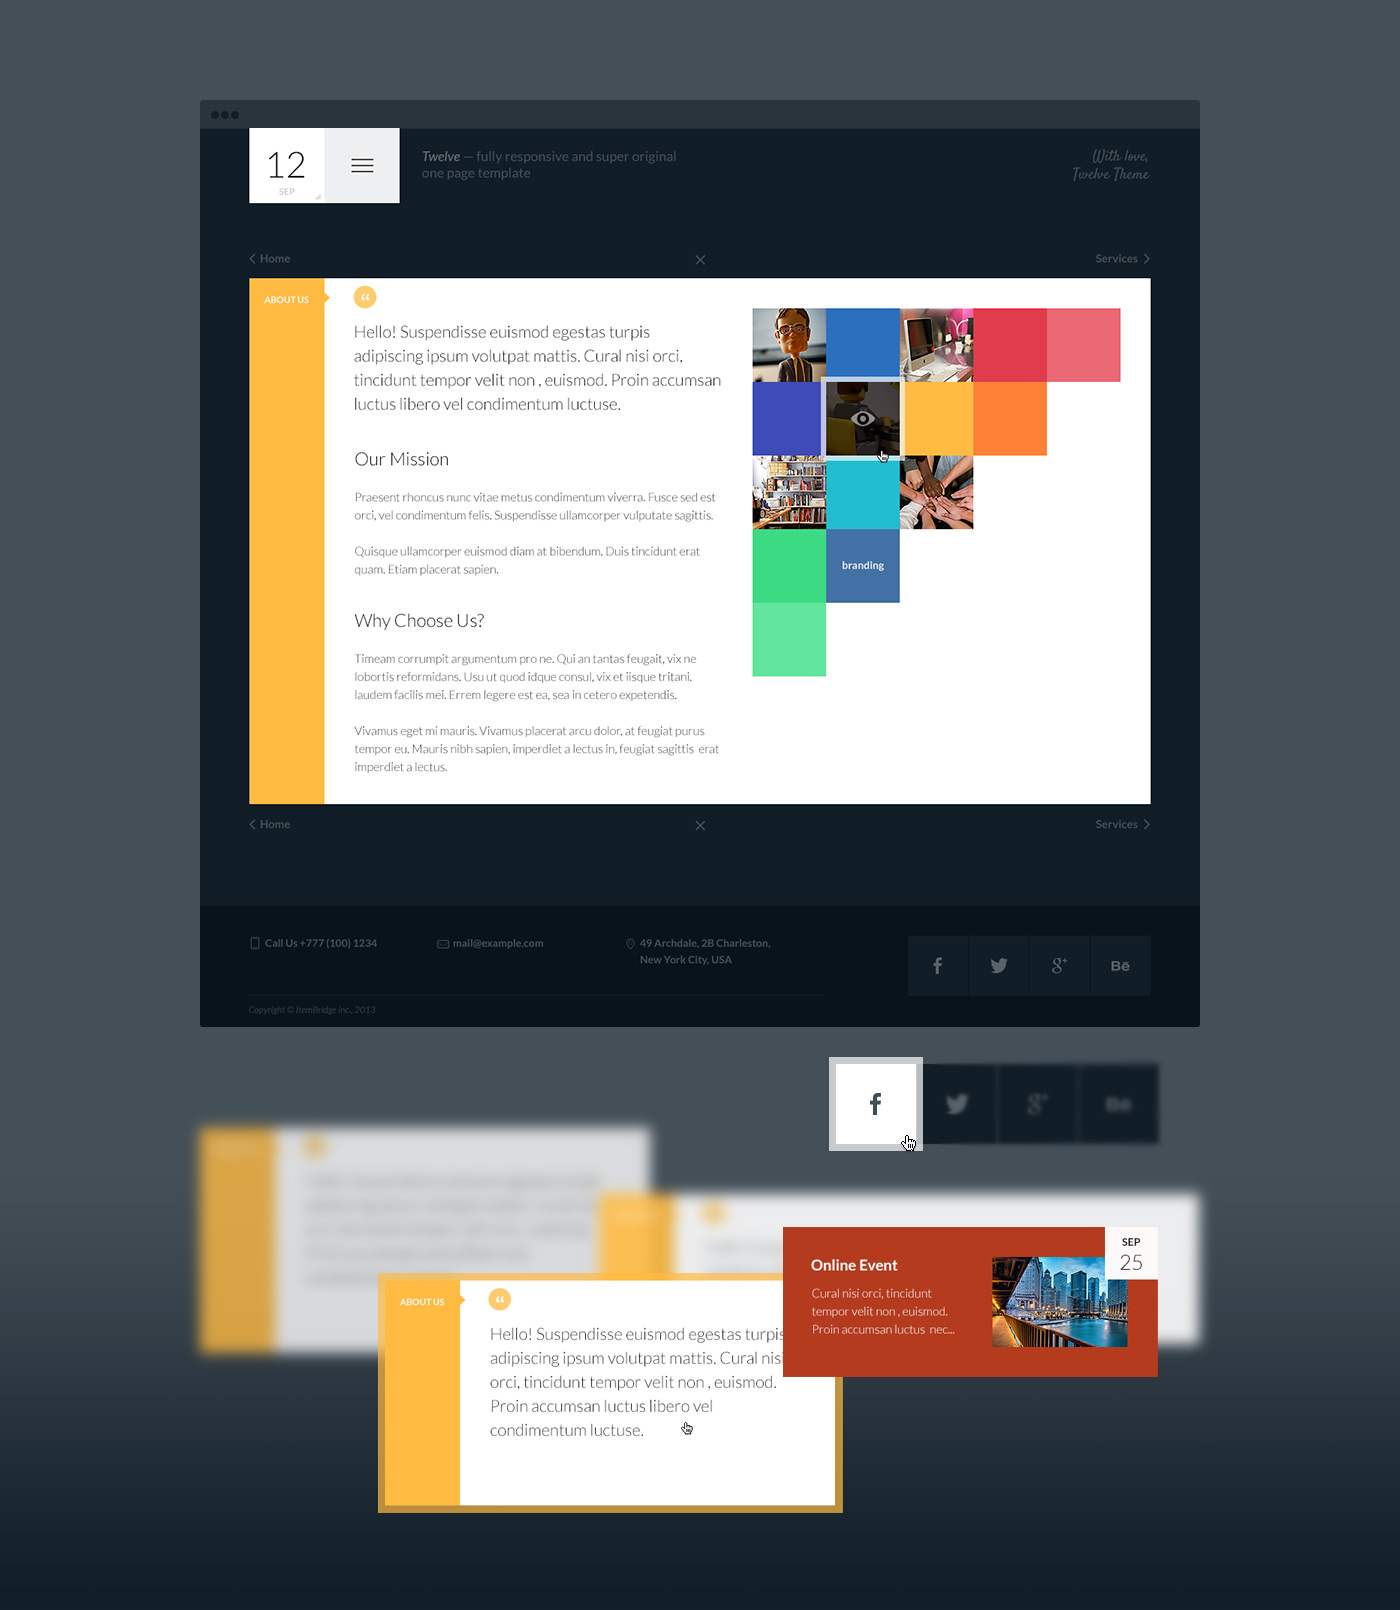 12
SEP
Twelve — fully responsive and super original
one page template
With love,
Twelve Theme
Home
Services
ABOUT US
“
Hello! Suspendisse euismod egestas turpis
adipiscing ipsum volutpat mattis. Cural nisi orci,
tincidunt tempor velit non , euismod. Proin accumsan
luctus libero vel condimentum luctuse.
Our Mission
Praesent rhoncus nunc vitae metus condimentum viverra. Fusce sed est
orci, vel condimentum felis. Suspendisse ullamcorper vulputate sagittis.
Quisque ullamcorper euismod diam at bibendum. Duis tincidunt erat
quam. Etiam placerat sapien.
Why Choose Us?
Timeam corrumpit argumentum pro ne. Qui an tantas feugait, vix ne
lobortis reformidans. Usu ut quod idque consul, vix et iisque tritani.
laudem facilis mei. Errem legere est ea, sea in cetero expetendis.
Vivamus eget mi mauris. Vivamus placerat arcu dolor, at feugiat purus
tempor eu. Mauris nibh sapien, imperdiet a lectus in, feugiat sagittis erat
imperdiet a lectus.
branding
Home
Services
Call Us +777 (100) 1234
mail@example.com
49 Archdale, 2B Charleston,
New York City, USA
f
g+
Bē
Copyright © ItemBridge inc., 2013
f
g+
Bē
Online Event
Cural nisi orci, tincidunt
tempor velit non , euismod.
Proin accumsan luctus nec...
SEP
25
ABOUT US
“
Hello! Suspendisse euismod egestas turpis
adipiscing ipsum volutpat mattis. Cural nisi
orci, tincidunt tempor velit non , euismod.
Proin accumsan luctus libero vel
condimentum luctuse.